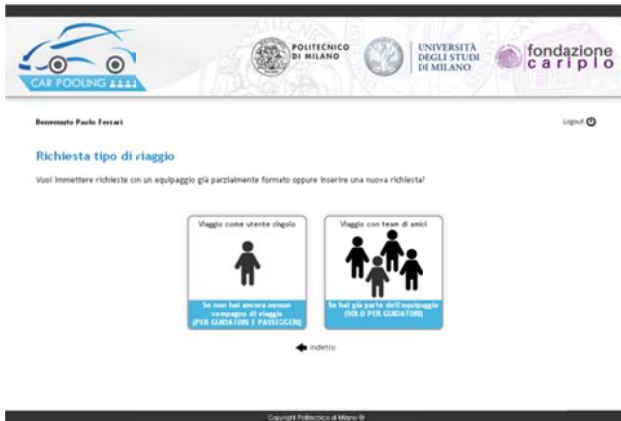 CAR POOLING
POLITECNICO
DI MILANO
UNIVERSITÀ
DEGLI STUDI
DI MILANO
fondazione
cariplo
Benvenuto Paolo Ferrari
Logout
Richiesta tipo di viaggio
Vuoi immettere richieste con un equipaggio già parzialmente formato oppure inserire una nuova richiesta?
Viaggio come utente singolo
Se non hai ancora nessun
compagno di viaggio
(PER GUIDATORI E PASSEGGERI)
Viaggio con team di amici
Se hai già parte dell'equipaggio
(SOLO PER GUIDATORI)
Indietro
Copyright Politecnico di Milano ©